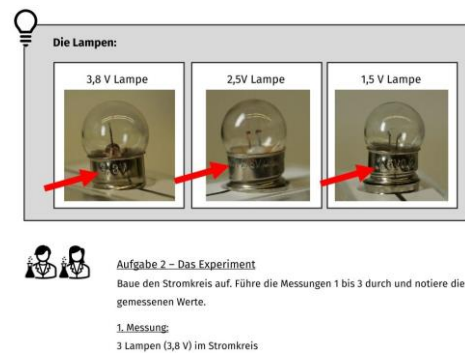 Die Lampen:
3,8 V Lampe
2,5V Lampe
1,5 V Lampe
Aufgabe 2 – Das Experiment
Baue den Stromkreis auf. Führe die Messungen 1 bis 3 durch und notiere die
gemessenen Werte.
1. Messung:
3 Lampen (3,8 V) im Stromkreis